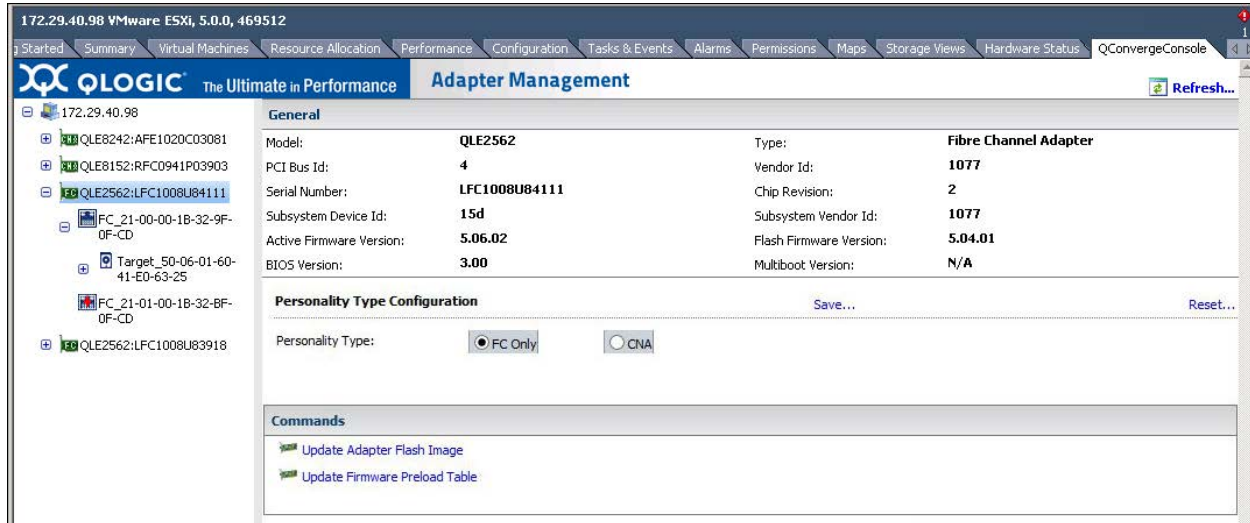 172.29.40.98 VMware ESXi, 5.0.0, 469512
g Started Summary Virtual Machines Resource Allocation Performance Configuration Tasks & Events Alarms Permissions Maps Storage Views Hardware Status QConvergeConsole
QLOGIC The Ultimate in Performance Adapter Management Refresh...
172.29.40.98
QLE8242:AFE1020C03081
QLE8152:RFC0941P03903
QLE2562:LFC1008U84111
FC_21-00-00-1B-32-9F-
0F-CD
Target_50-06-01-60-
41-E0-63-25
FC_21-01-00-1B-32-BF-
0F-CD
QLE2562:LFC1008U83918
General
Model: QLE2562 Type: Fibre Channel Adapter
PCI Bus Id: 4 Vendor Id: 1077
Serial Number: LFC1008U84111 Chip Revision: 2
Subsystem Device Id: 15d Subsystem Vendor Id: 1077
Active Firmware Version: 5.06.02 Flash Firmware Version: 5.04.01
BIOS Version: 3.00 Multiboot Version: N/A
Personality Type Configuration Save... Reset...
Personality Type: FC Only CNA
Commands
Update Adapter Flash Image
Update Firmware Preload Table